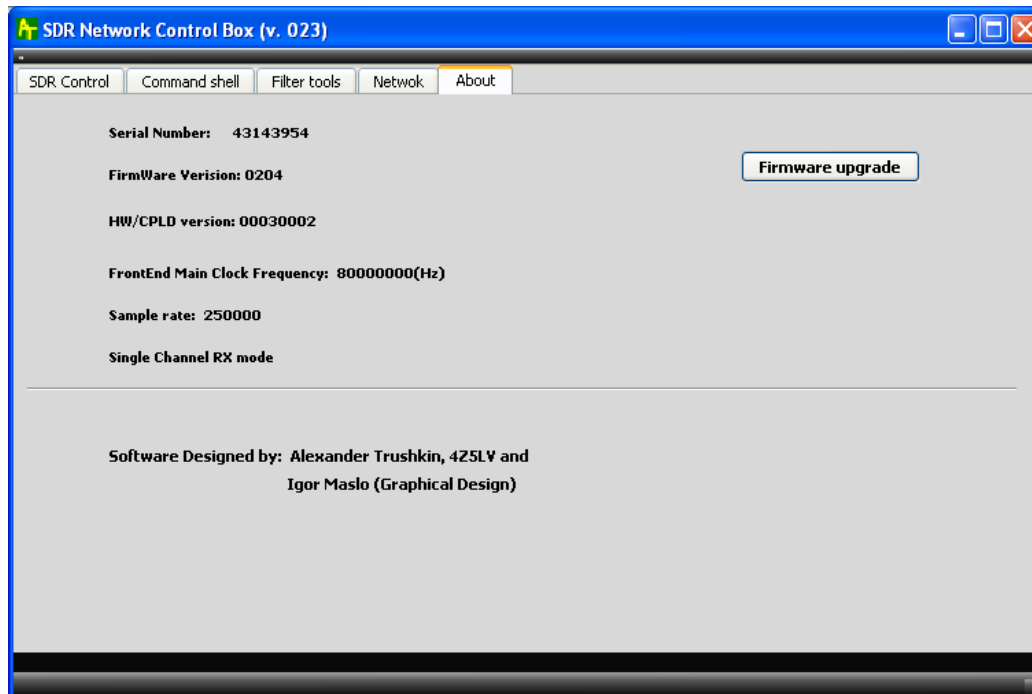 AT SDR Network Control Box (v. 023)
SDR Control Command shell Filter tools Netwok About
Serial Number: 43143954
Firmware upgrade
FirmWare Verision: 0204
HW/CPLD version: 00030002
FrontEnd Main Clock Frequency: 80000000(Hz)
Sample rate: 250000
Single Channel RX mode
Software Designed by: Alexander Trushkin, 4Z5LV and
Igor Maslo (Graphical Design)